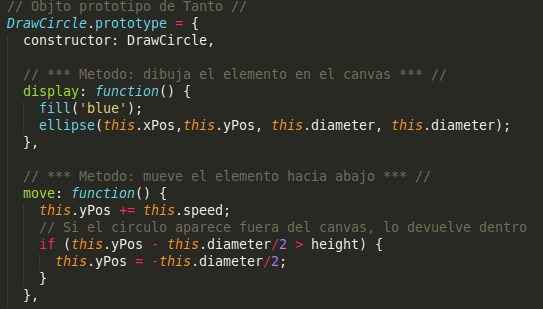 // Objto prototipo de Tanto //
DrawCircle.prototype = {
constructor: DrawCircle,
// *** Metodo: dibuja el elemento en el canvas *** //
display: function() {
fill('blue');
ellipse(this.xPos,this.yPos, this.diameter, this.diameter);
},
// *** Metodo: mueve el elemento hacia abajo *** //
move: function() {
this.yPos += this.speed;
// Si el circulo aparece fuera del canvas, lo devuelve dentro
if (this.yPos - this.diameter/2 > height) {
this.yPos = -this.diameter/2;
}
},